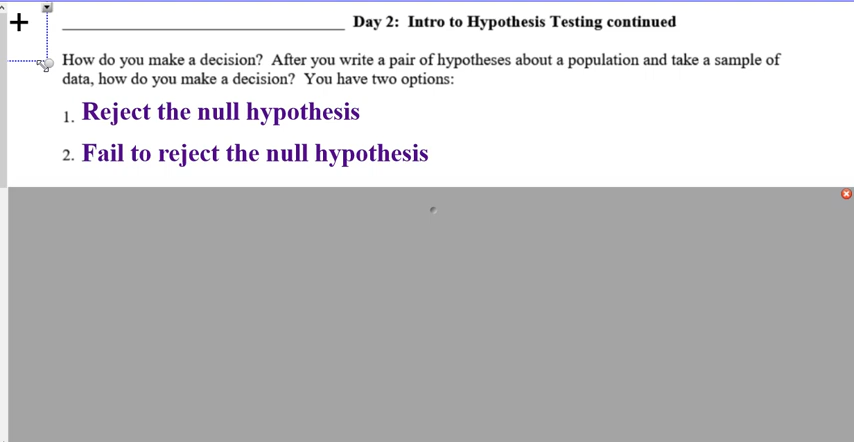 Day 2: Intro to Hypothesis Testing continued
How do you make a decision? After you write a pair of hypotheses about a population and take a sample of
data, how do you make a decision? You have two options:
1. Reject the null hypothesis
2. Fail to reject the null hypothesis